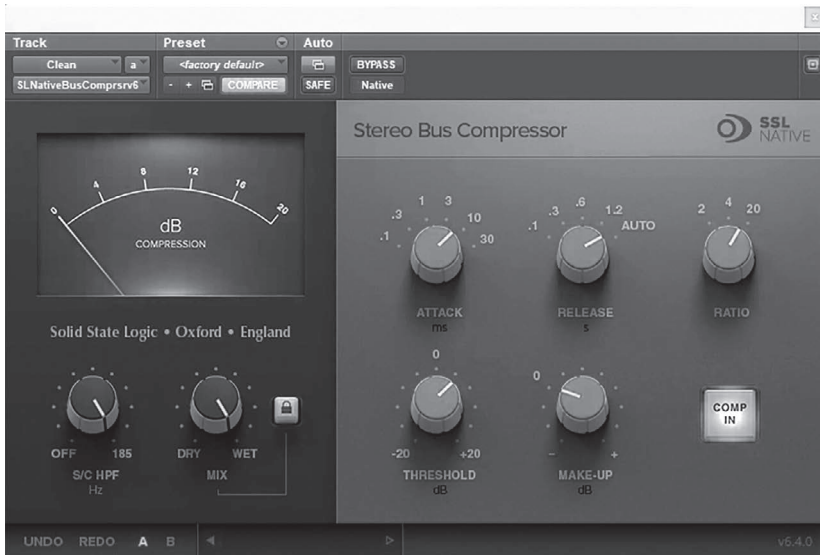 Track Preset Auto
Clean a <factory default> BYPASS
SLNativeBusComprsrv6 - + COMPARE SAFE Native
Stereo Bus Compressor SSL NATIVE
0 4 8 12 16 20
dB
COMPRESSION
Solid State Logic • Oxford • England
.1 .3 1 3 10 30
ATTACK
ms
.1 .3 .6 1.2 AUTO
RELEASE
s
2 4 20
RATIO
OFF 185
S/C HPF
Hz
DRY WET
MIX
0
-20 +20
THRESHOLD
dB
0
- +
MAKE-UP
dB
COMP
IN
UNDO REDO A B
v6.4.0